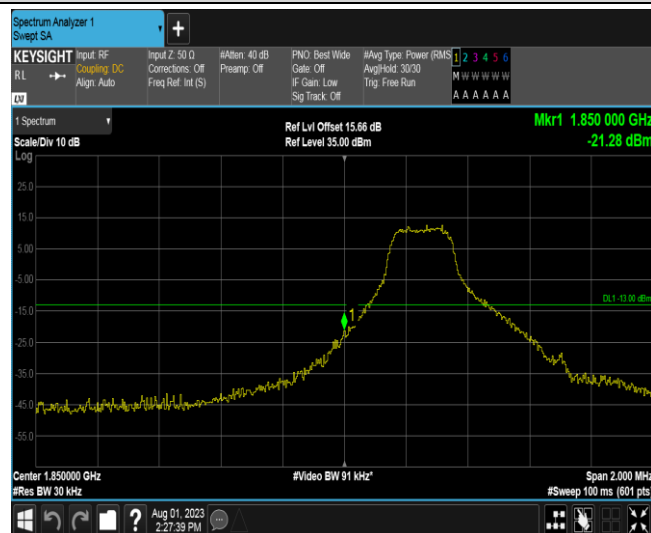 Spectrum Analyzer 1
Swept SA
+
KEYSIGHT Input: RF Input Z: 50 Ω #Atten: 40 dB PNO: Best Wide #Avg Type: Power (RMS 1 2 3 4 5 6
RL Coupling: DC Corrections: Off Preamp: Off Gate: Off Avg|Hold: 30/30 M W W W W W
Align: Auto Freq Ref: Int (S) IF Gain: Low Trig: Free Run
Sig Track: Off A A A A A A
LXI
1 Spectrum Ref Lvl Offset 15.66 dB Mkr1 1.850 000 GHz
Scale/Div 10 dB Ref Level 35.00 dBm -21.28 dBm
Log
25.0
15.0
5.00
-5.00
DL1 -13.00 dBm
-15.0
1
-25.0
-35.0
-45.0
-55.0
Center 1.850000 GHz #Video BW 91 kHz* Span 2.000 MHz
#Res BW 30 kHz #Sweep 100 ms (601 pts)
? Aug 01, 2023
2:27:39 PM